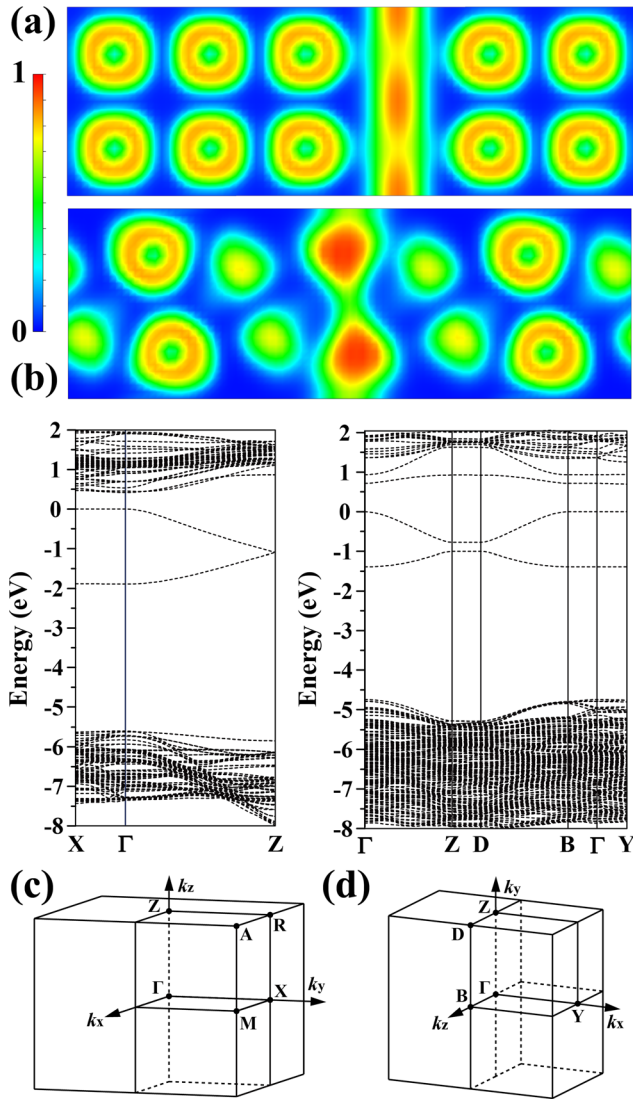 (a)
1
0
(b)
2
1
0
-1
-2
-3
-4
-5
-6
-7
-8
Energy (eV)
X Γ Z
2
1
0
-1
-2
-3
-4
-5
-6
-7
-8
Energy (eV)
Γ Z D B Γ Y
(c)
kz
Z
R
A
Γ
X
ky
kx
M
(d)
ky
Z
D
Γ
B
Y
kz
kx